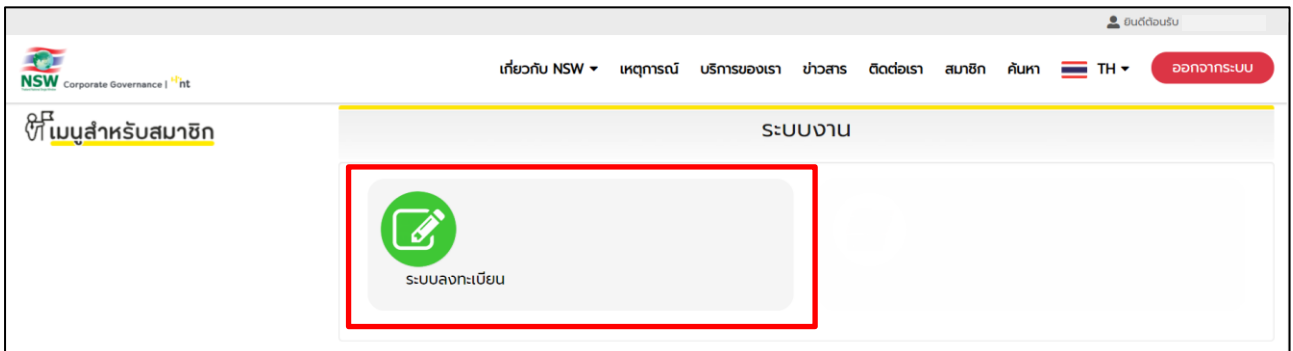 ยินดีต้อนรับ
NSW Corporate Governance | nt
เกี่ยวกับ NSW เหตุการณ์ บริการของเรา ข่าวสาร ติดต่อเรา สมาชิก ค้นหา TH ออกจากระบบ
เมนูสำหรับสมาชิก
ระบบงาน
ระบบลงทะเบียน